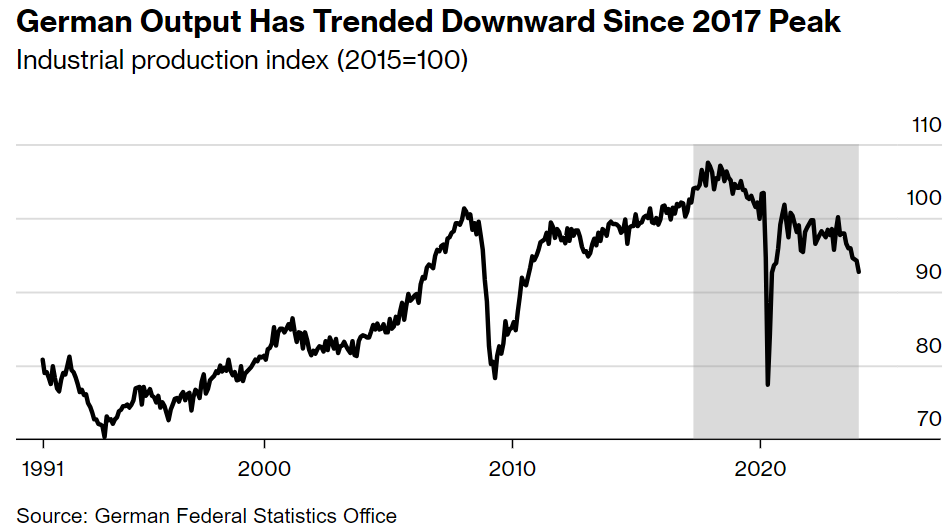 German Output Has Trended Downward Since 2017 Peak
Industrial production index (2015=100)
110
100
90
80
70
1991 2000 2010 2020
Source: German Federal Statistics Office